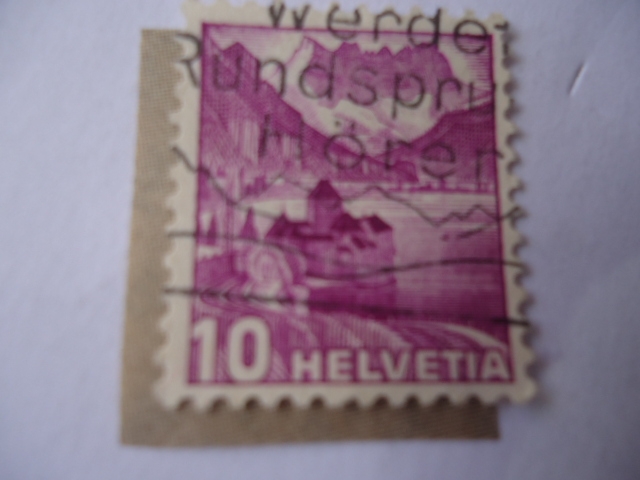 Werde
Rundspru
Hörer
10 HELVETIA